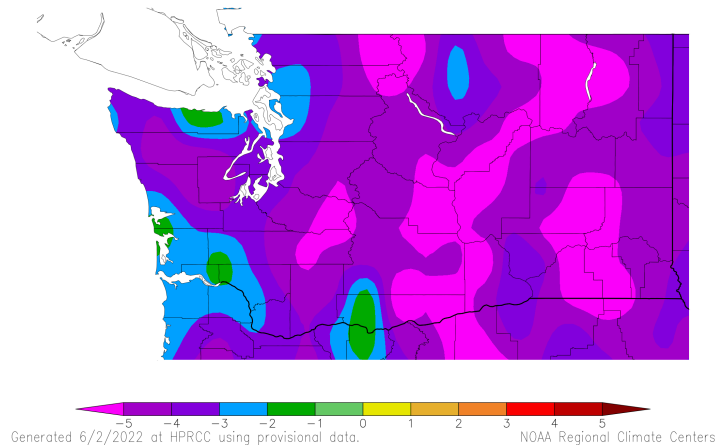 −5 −4 −3 −2 −1 0 1 2 3 4 5
Generated 6/2/2022 at HPRCC using provisional data. NOAA Regional Climate Centers